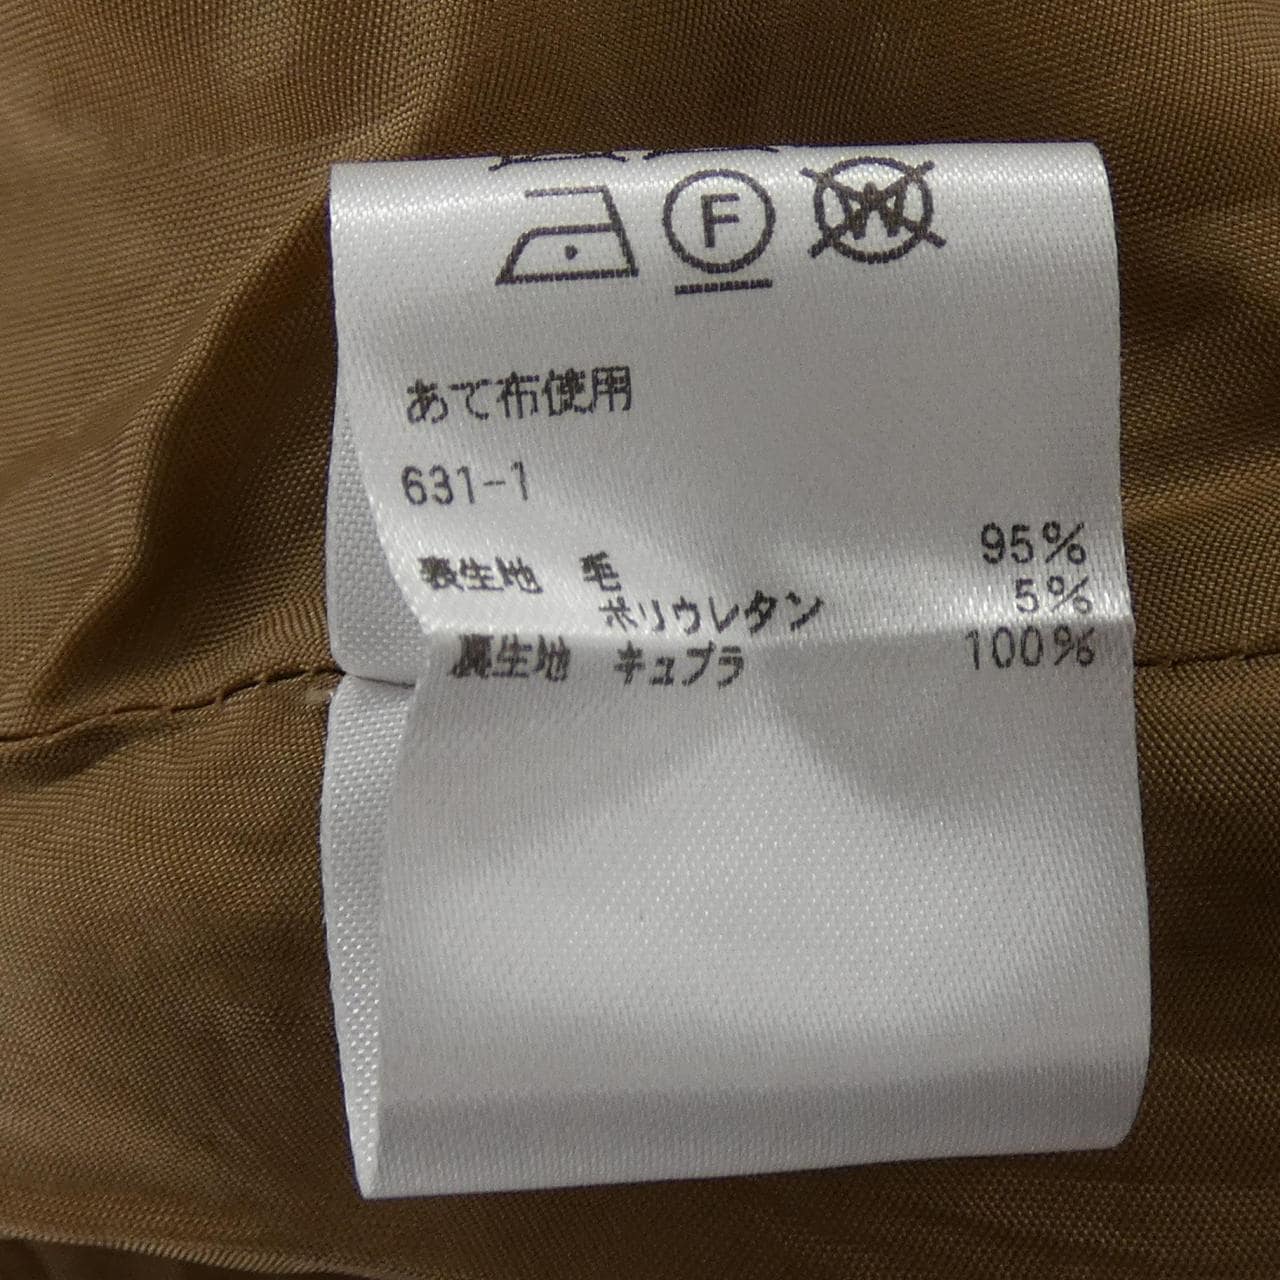 F
W
あて布使用
631-1
表生地 毛 95%
ポリウレタン 5%
裏生地 キュプラ 100%